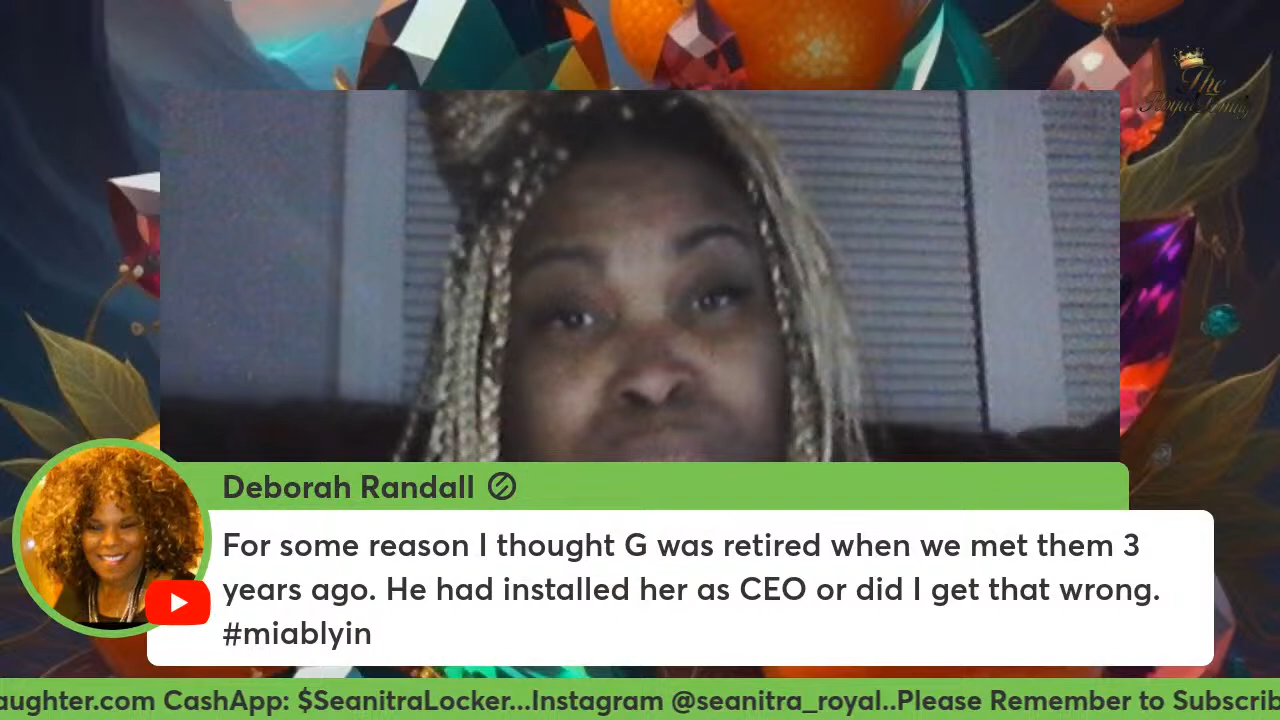 The
Deborah Randall
For some reason I thought G was retired when we met them 3
years ago. He had installed her as CEO or did I get that wrong.
#miablyin
aughter.com CashApp: $SeanitraLocker...Instagram @seanitra_royal..Please Remember to Subscrib